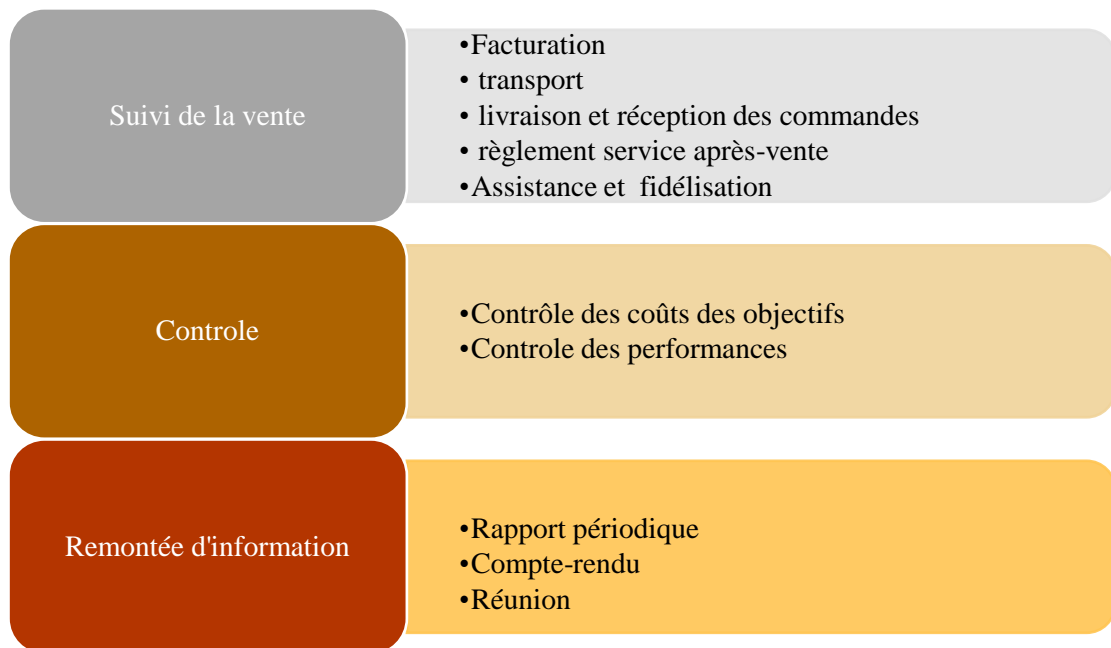 Suivi de la vente
•Facturation
• transport
• livraison et réception des commandes
• règlement service après-vente
•Assistance et  fidélisation
Controle
•Contrôle des coûts des objectifs
•Controle des performances
Remontée d'information
•Rapport périodique
•Compte-rendu
•Réunion